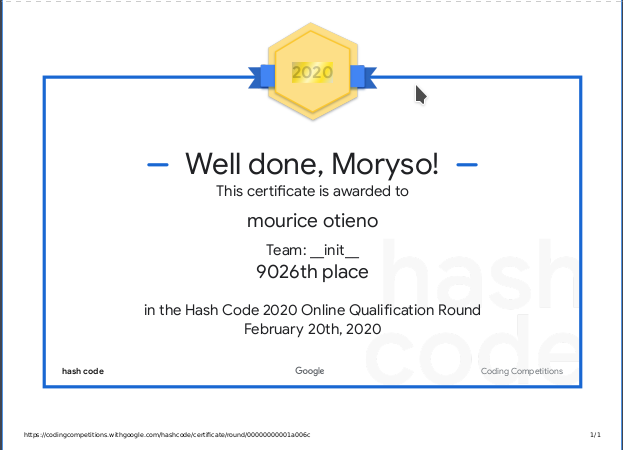 2020
Well done, Moryso!
This certificate is awarded to
mourice otieno
Team: __init__
9026th place
in the Hash Code 2020 Online Qualification Round
February 20th, 2020
hash
code
hash code
Google
Coding Competitions
https://codingcompetitions.withgoogle.com/hashcode/certificate/round/00000000001a006c
1/1